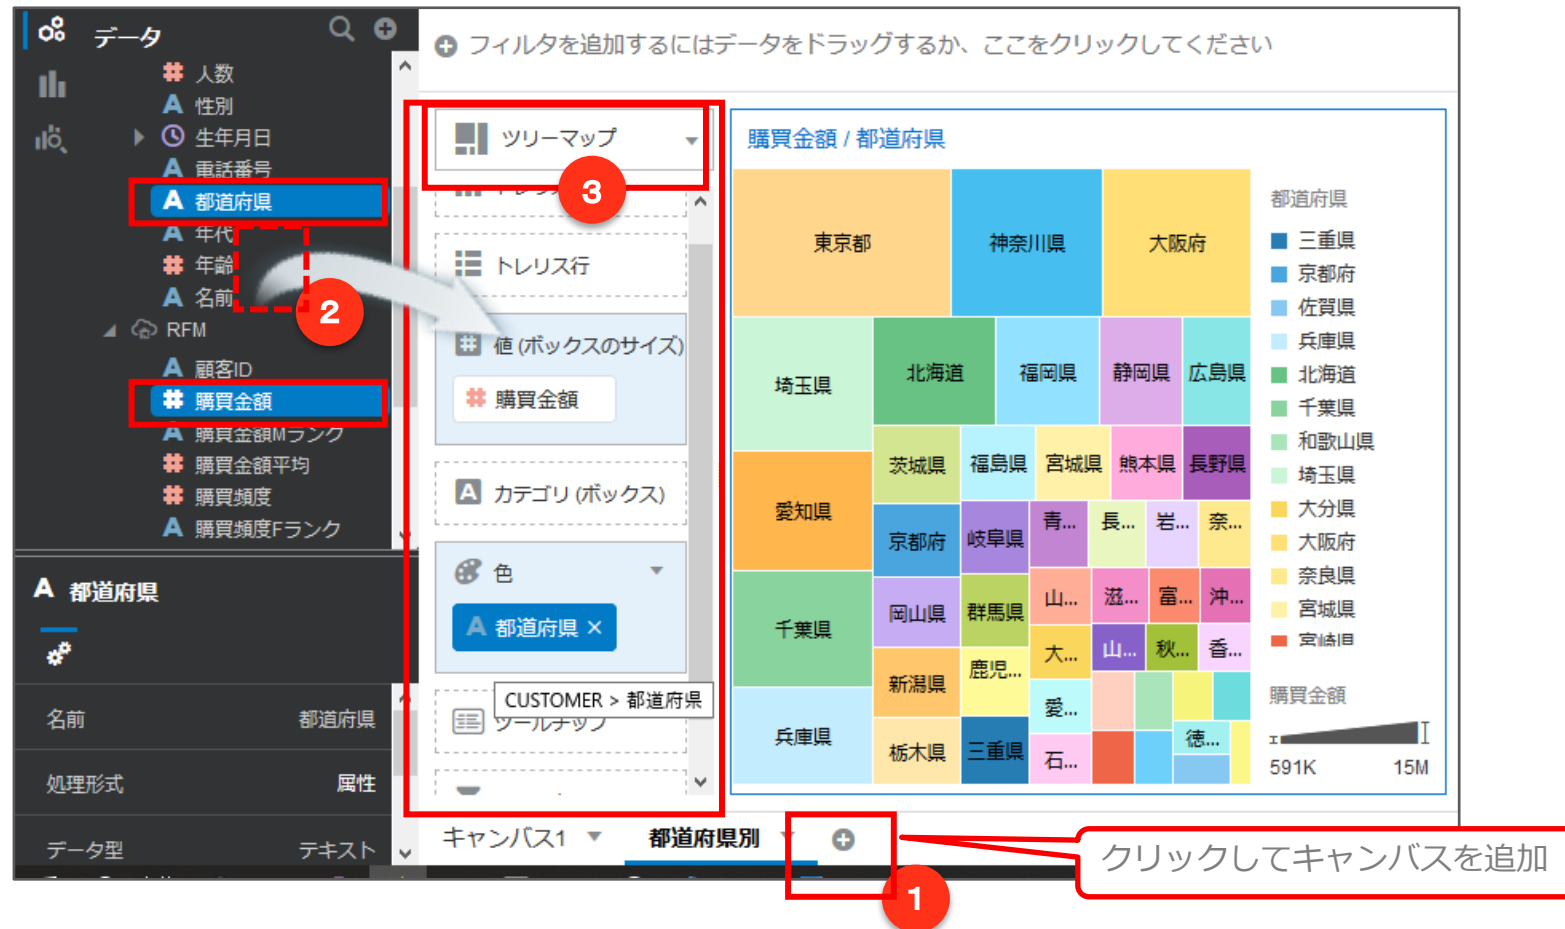 データ
人数
A 性別
生年月日
A 電話番号
A 都道府県
A 年代
年齢
A 名前
RFM
A 顧客ID
# 購買金額
A 購買金額Mランク
# 購買金額平均
# 購買頻度
A 購買頻度Fランク
2
A 都道府県
名前 都道府県
処理形式 属性
データ型 テキスト
フィルタを追加するにはデータをドラッグするか、ここをクリックしてください
ツリーマップ
3
トレリス行
# 値 (ボックスのサイズ)
# 購買金額
A カテゴリ (ボックス)
色
A 都道府県 ×
CUSTOMER > 都道府県
ツールチップ
購買金額 / 都道府県
東京都 神奈川県 大阪府
埼玉県 北海道 福岡県 静岡県 広島県
茨城県 福島県 宮城県 熊本県 長野県
愛知県 京都府 岐阜県 青... 長... 岩... 奈...
千葉県 岡山県 群馬県 山... 滋... 富... 沖...
新潟県 鹿児... 大... 山... 秋... 香...
兵庫県 栃木県 三重県 愛... 石... 徳...
都道府県
三重県
京都府
佐賀県
兵庫県
北海道
千葉県
和歌山県
埼玉県
大分県
大阪府
奈良県
宮城県
宮崎県
購買金額
591K 15M
キャンバス1 都道府県別
1
クリックしてキャンバスを追加